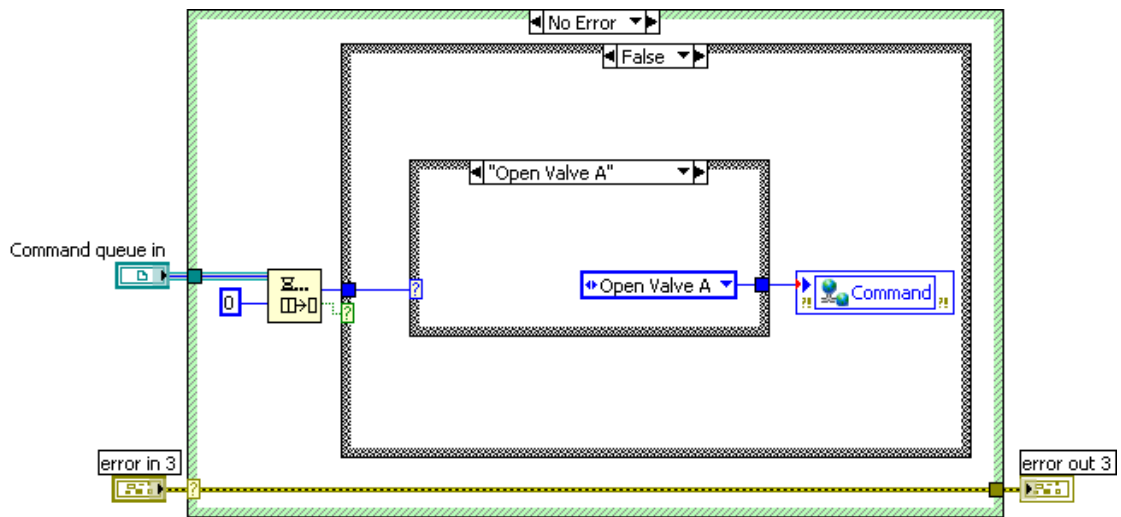 No Error
False
"Open Valve A"
Command queue in
0
Open Valve A
Command
error in 3
error out 3